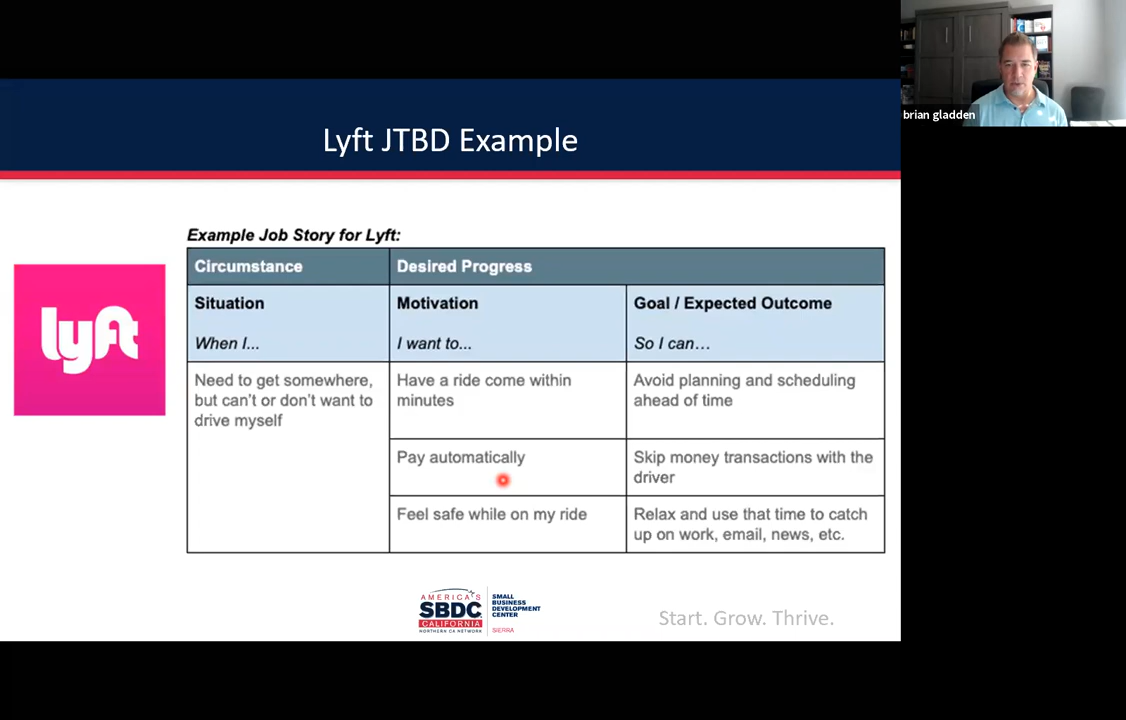 brian gladden
Lyft JTBD Example
Example Job Story for Lyft:
Circumstance
Desired Progress
Situation
Motivation
Goal / Expected Outcome
When I...
I want to...
So I can…
Need to get somewhere,
but can't or don't want to
drive myself
Have a ride come within
minutes
Avoid planning and scheduling
ahead of time
Pay automatically
Skip money transactions with the
driver
Feel safe while on my ride
Relax and use that time to catch
up on work, email, news, etc.
lyft
AMERICA'S
SBDC
CALIFORNIA
NORTHERN CA NETWORK
SMALL
BUSINESS
DEVELOPMENT
CENTER
SIERRA
Start. Grow. Thrive.